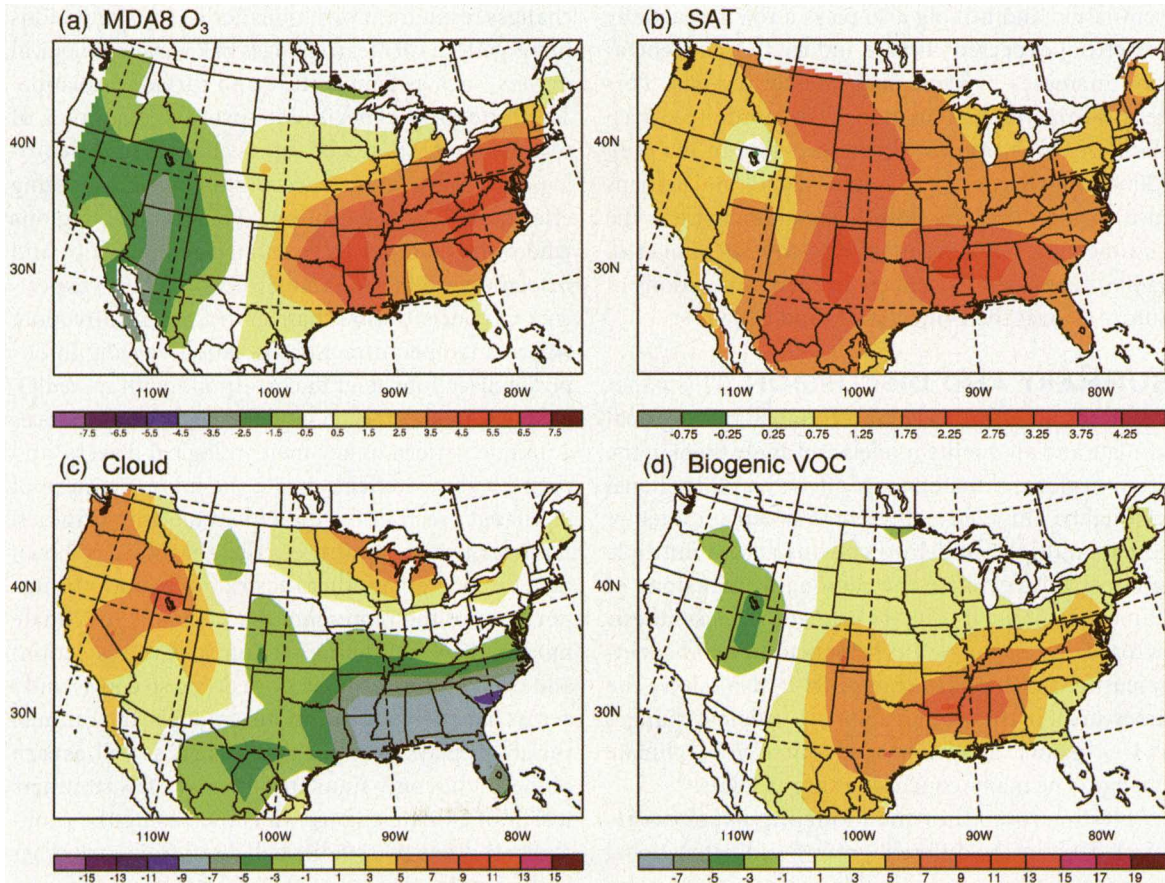 (a) MDA8 O₃
40N
30N
110W
100W
90W
80W
-7.5 -6.5 -5.5 -4.5 -3.5 -2.5 -1.5 1.5 2.5 3.5 4.5 5.5 6.5 7.5
(b) SAT
40N
30N
110W
100W
90W
80W
-0.75 -0.25 0.25 0.75 1.25 1.75 2.25 2.75 3.25 3.75 4.25
(c) Cloud
40N
30N
110W
100W
90W
80W
-15 -13 -11 -9 -7 -5 -3 -1 1 3 5 7 9 11 13 15
(d) Biogenic VOC
40N
30N
110W
100W
90W
80W
-7 -5 -3 -1 1 3 5 7 9 11 13 15 17 19